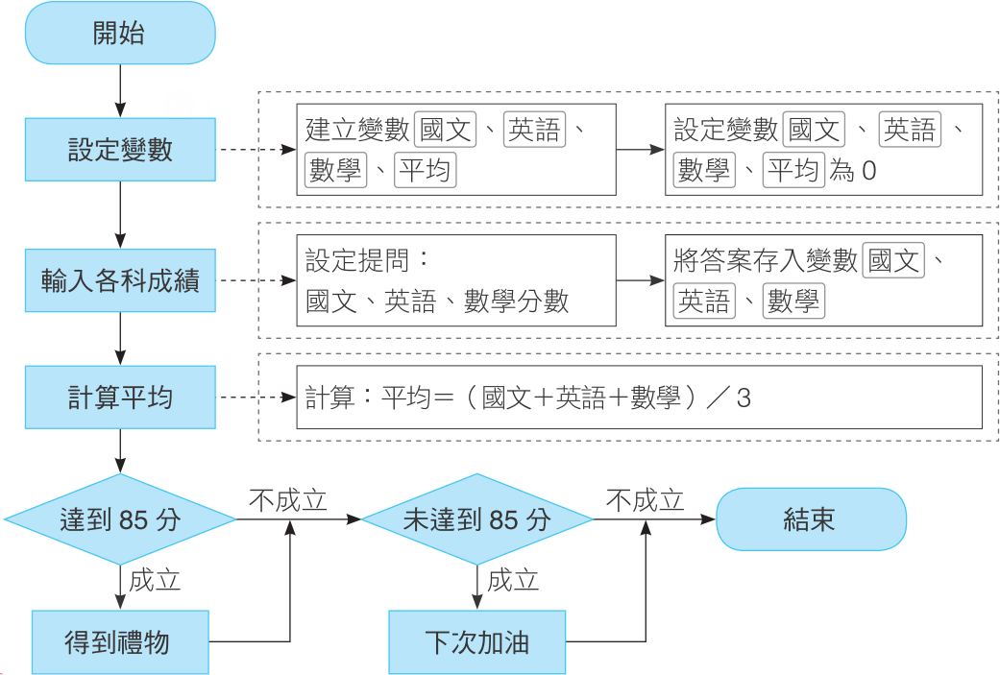 開始
設定變數
建立變數 國文、英語、
數學、平均
設定變數 國文、英語、
數學、平均 為 0
輸入各科成績
設定提問：
國文、英語、數學分數
將答案存入變數 國文、
英語、數學
計算平均
計算：平均＝（國文＋英語＋數學）／3
達到 85 分
不成立
未達到 85 分
不成立
結束
成立
成立
得到禮物
下次加油